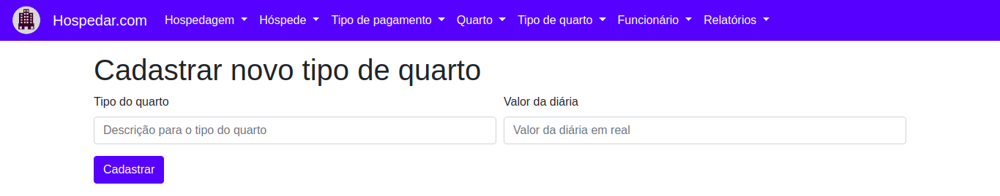 Hospedar.com Hospedagem Hóspede Tipo de pagamento Quarto Tipo de quarto Funcionário Relatórios
Cadastrar novo tipo de quarto
Tipo do quarto Valor da diária
Descrição para o tipo do quarto Valor da diária em real
Cadastrar